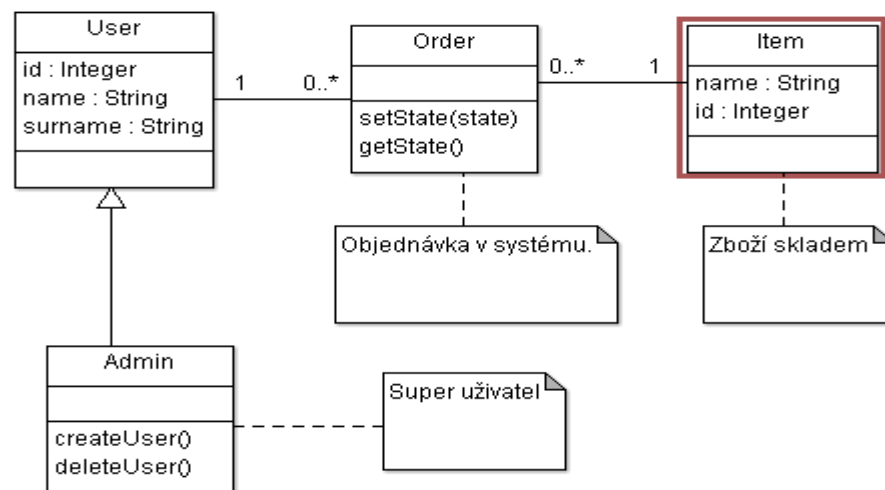 User
id : Integer
name : String
surname : String
1
0..*
Order
setState(state)
getState()
0..*
1
Item
name : String
id : Integer
Objednávka v systému.
Zboží skladem
Admin
createUser()
deleteUser()
Super uživatel